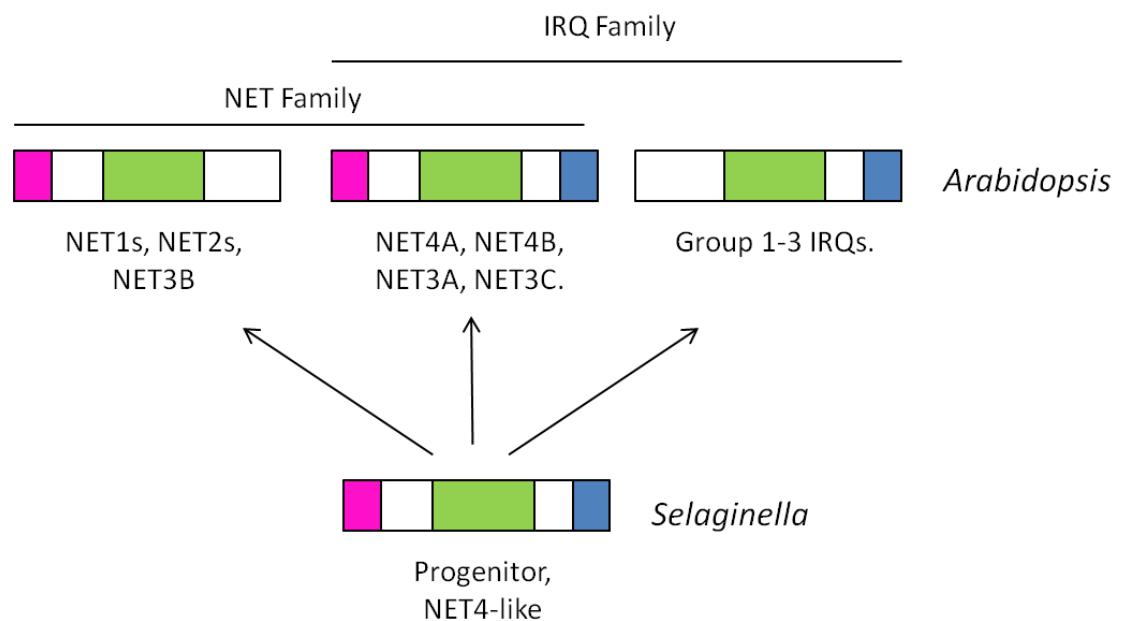 IRQ Family
NET Family
Arabidopsis
NET1s, NET2s,
NET3B
NET4A, NET4B,
NET3A, NET3C.
Group 1-3 IRQs.
Selaginella
Progenitor,
NET4-like